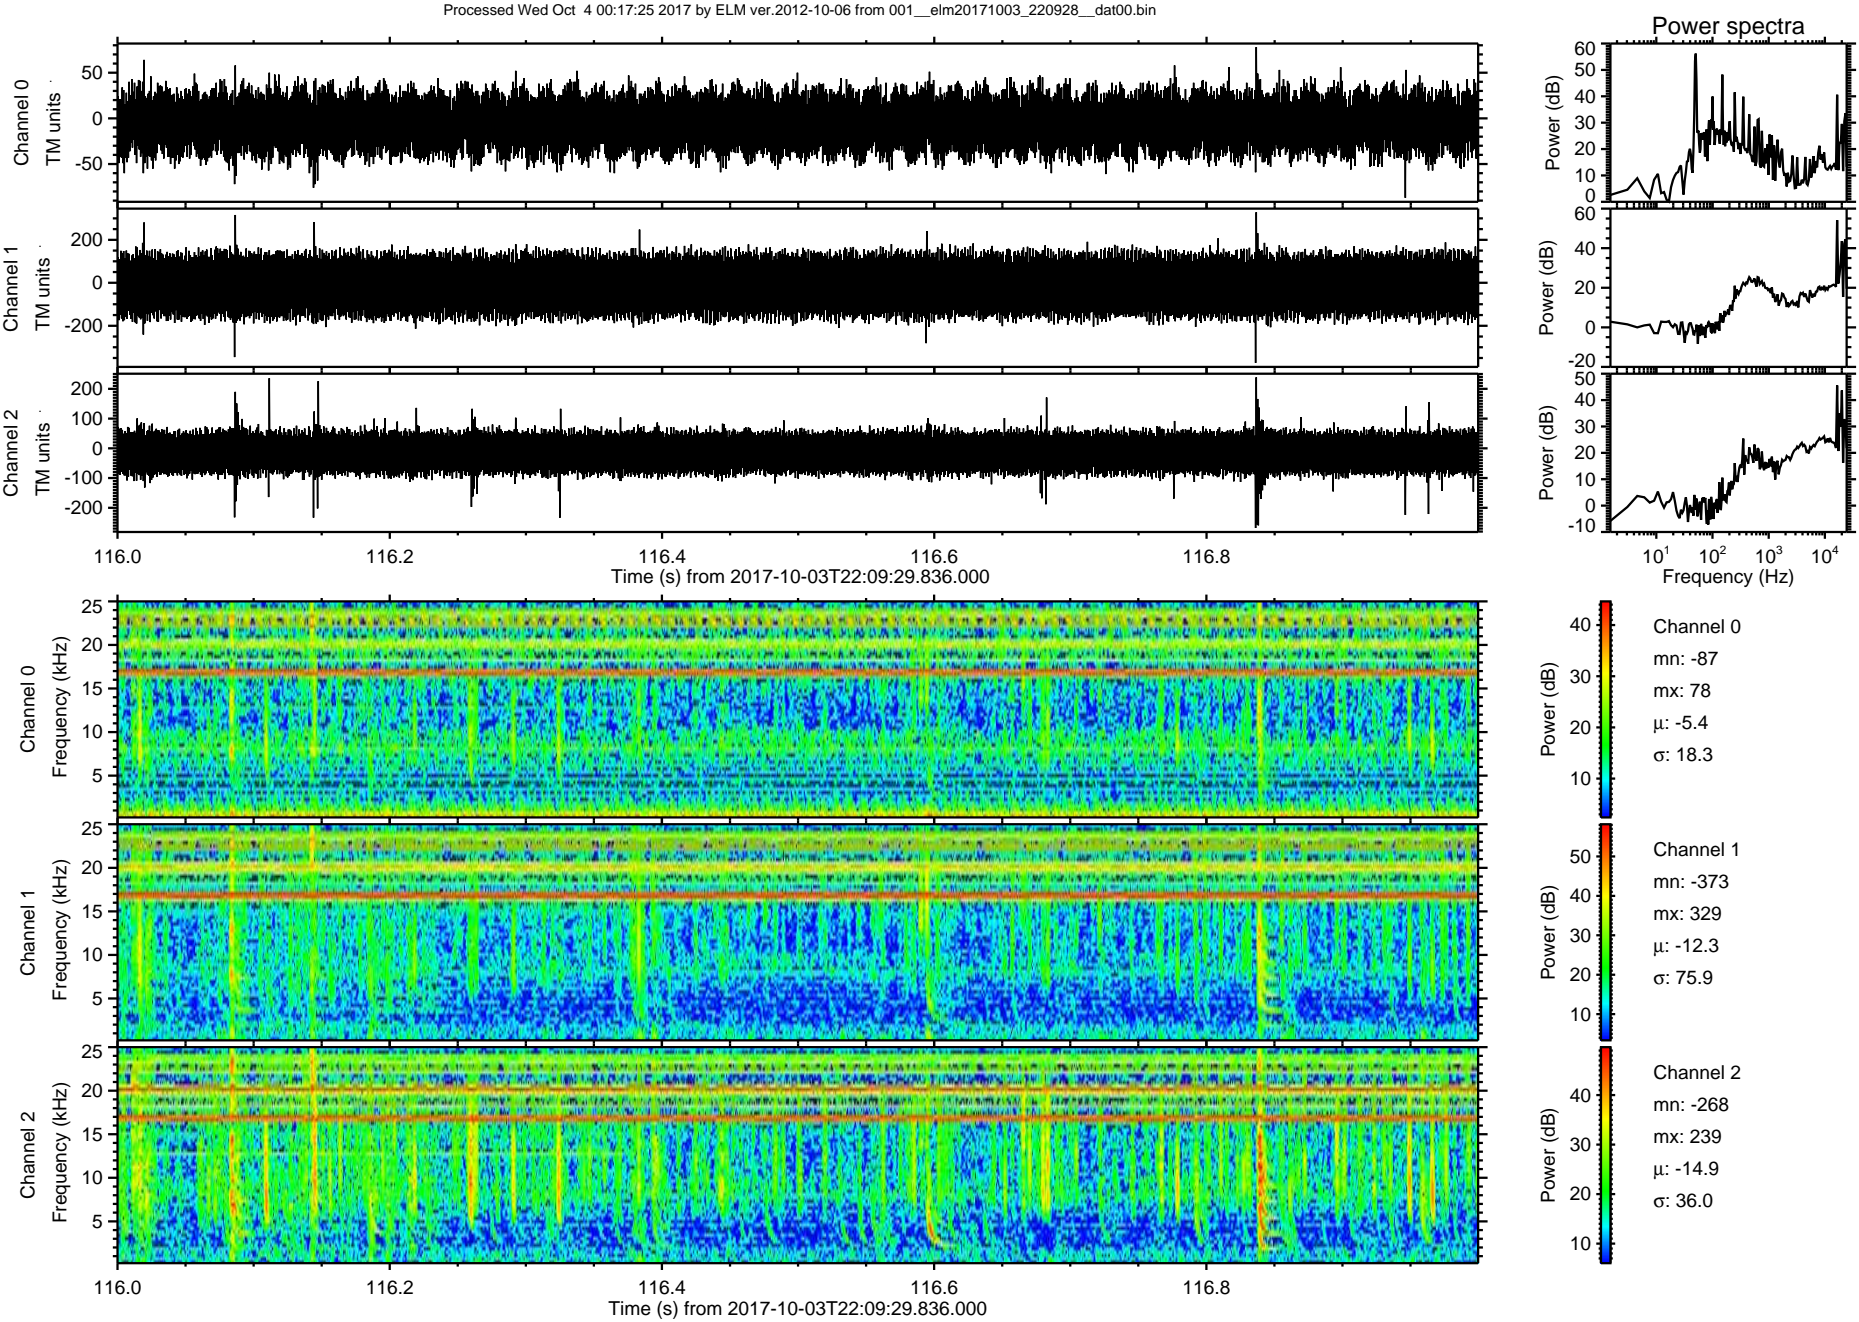 Processed Wed Oct  4 00:17:25 2017 by ELM ver.2012-10-06 from 001__elm20171003_220928__dat00.bin
Power spectra
Channel 0
TM units
50
0
-50
Power (dB)
60
50
40
30
20
10
0
Channel 1
TM units
200
0
-200
Power (dB)
60
40
20
0
-20
Channel 2
TM units
200
100
0
-100
-200
Power (dB)
50
40
30
20
10
0
-10
116.0 116.2 116.4 116.6 116.8
Time (s) from 2017-10-03T22:09:29.836.000
10¹ 10² 10³ 10⁴
Frequency (Hz)
Channel 0
Frequency (kHz)
25
20
15
10
5
Power (dB)
40
30
20
10
Channel 0
mn: -87
mx: 78
μ: -5.4
σ: 18.3
Channel 1
Frequency (kHz)
25
20
15
10
5
Power (dB)
50
40
30
20
10
Channel 1
mn: -373
mx: 329
μ: -12.3
σ: 75.9
Channel 2
Frequency (kHz)
25
20
15
10
5
Power (dB)
40
30
20
10
Channel 2
mn: -268
mx: 239
μ: -14.9
σ: 36.0
116.0 116.2 116.4 116.6 116.8
Time (s) from 2017-10-03T22:09:29.836.000